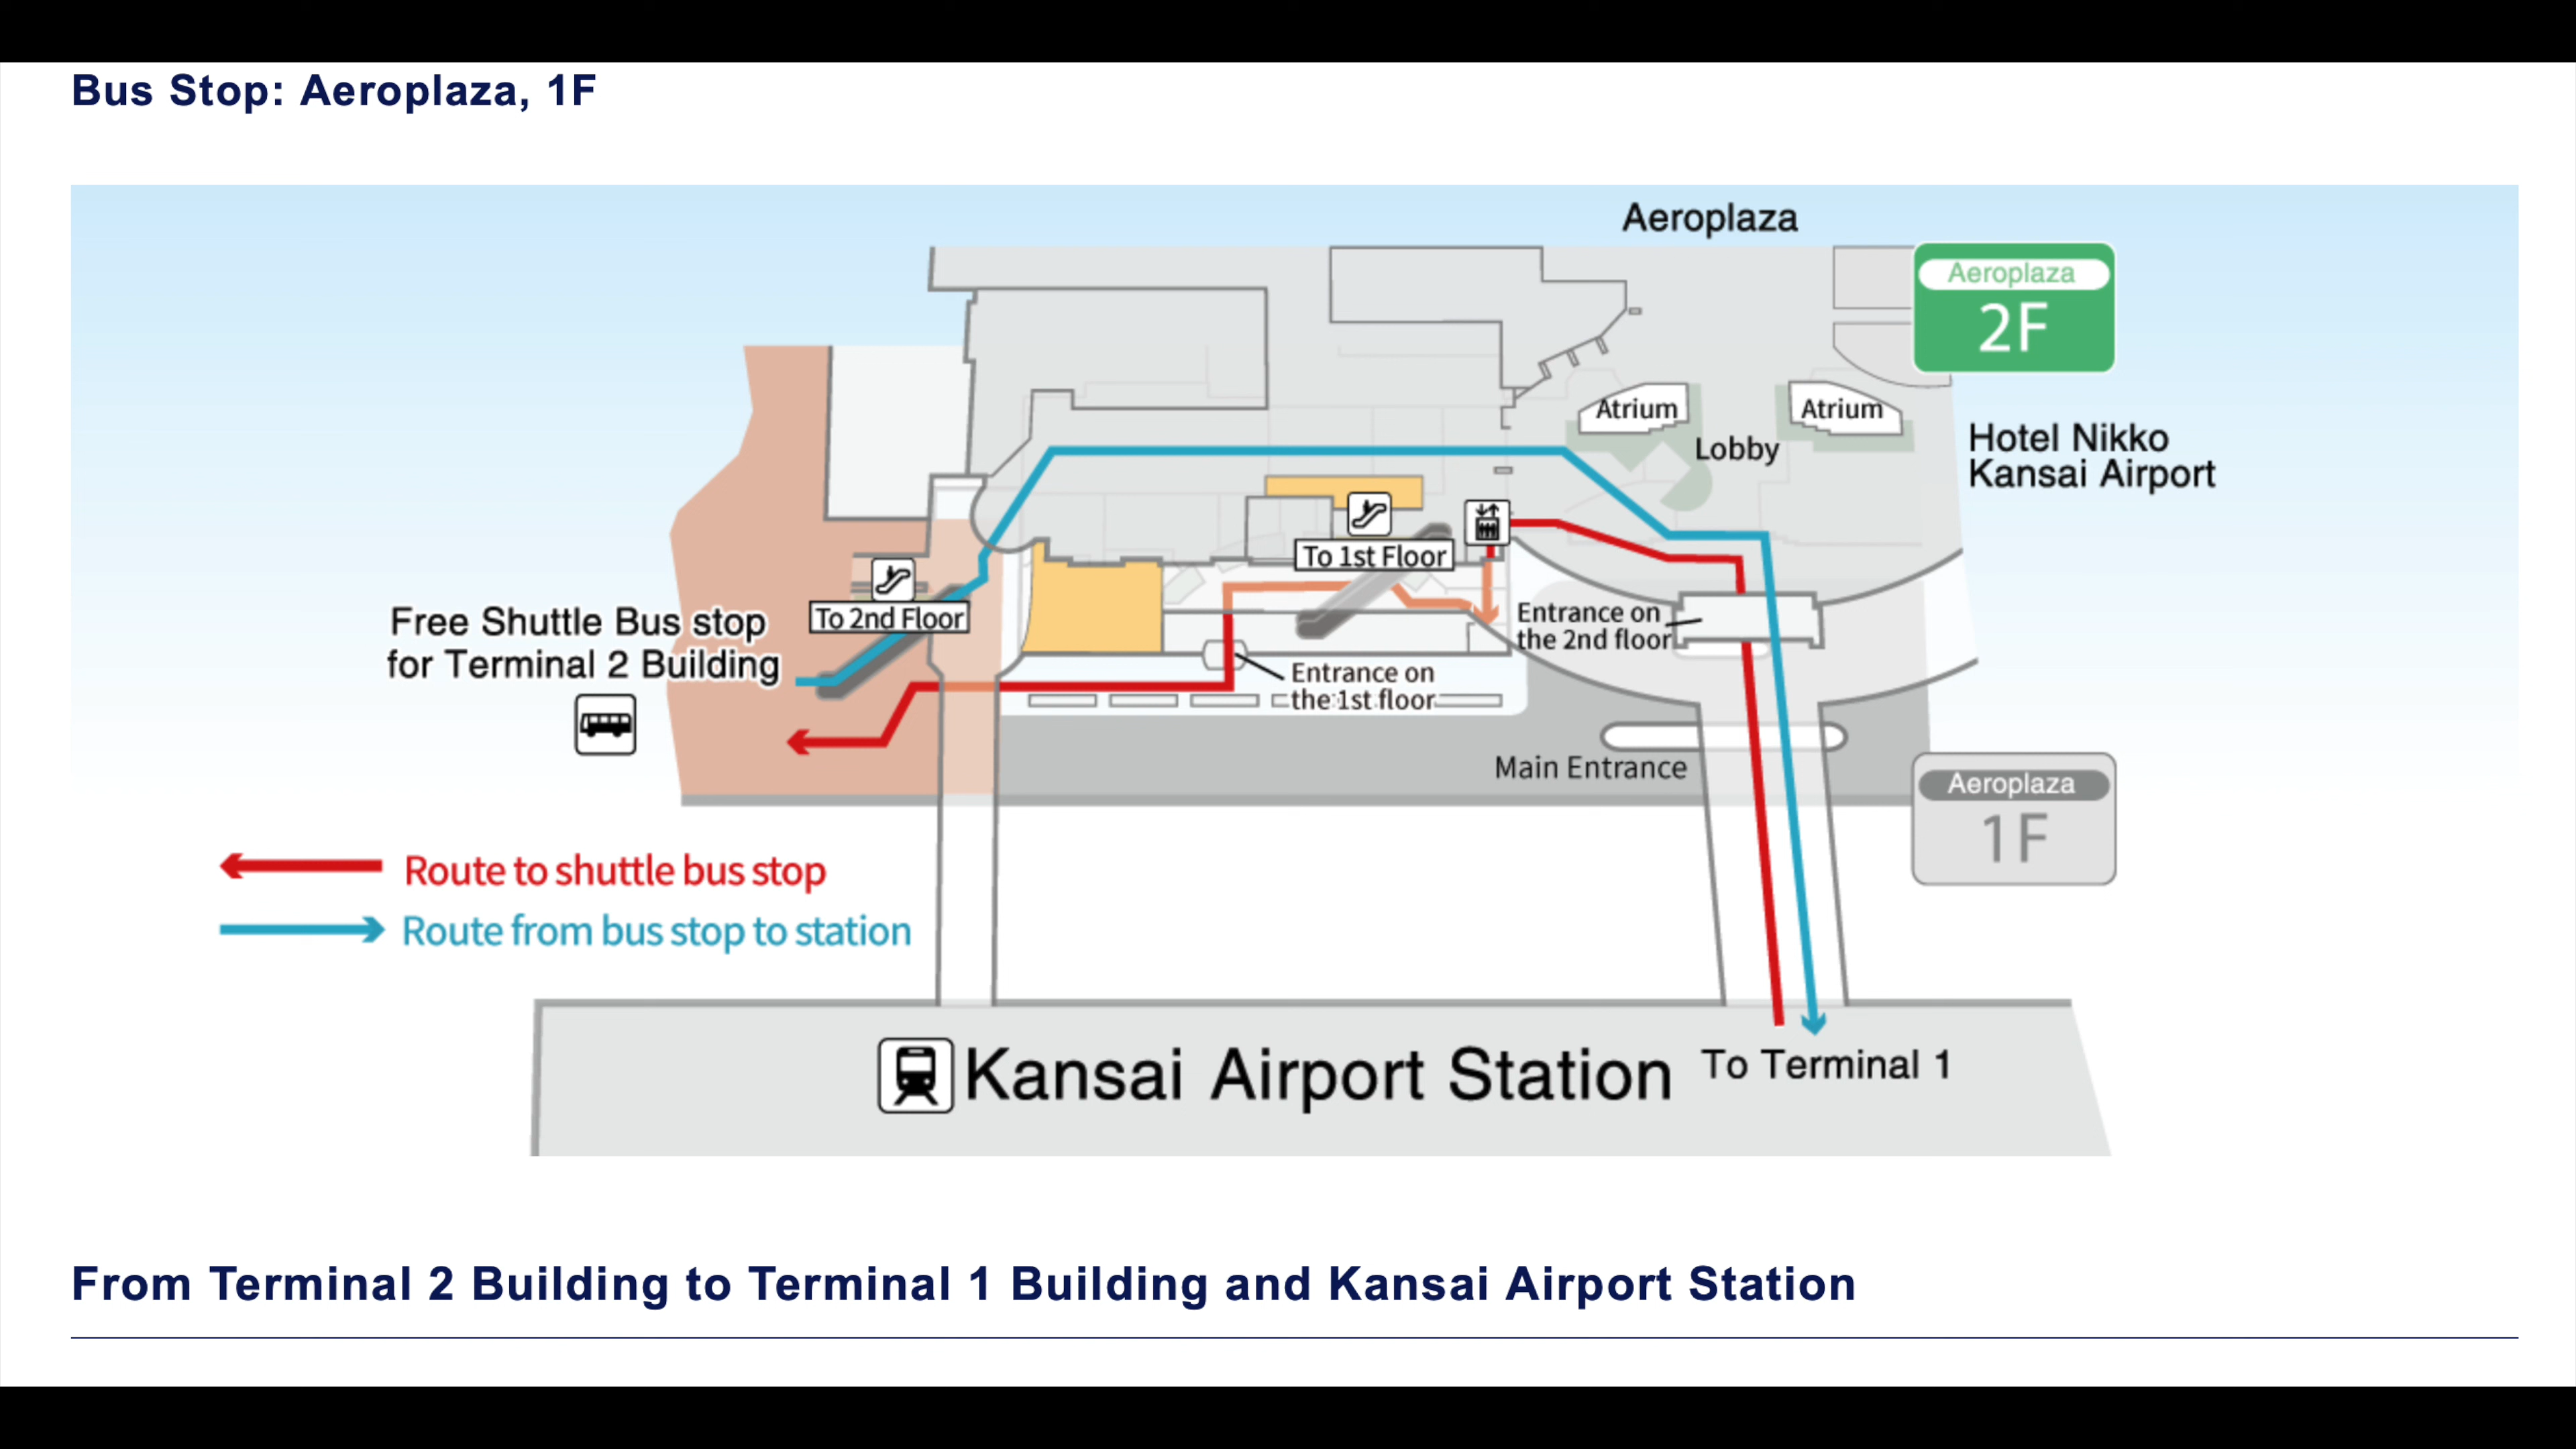 Bus Stop: Aeroplaza, 1F
Aeroplaza
Aeroplaza
2F
Atrium
Atrium
Lobby
Hotel Nikko
Kansai Airport
To 1st Floor
To 2nd Floor
Free Shuttle Bus stop
for Terminal 2 Building
Entrance on
the 2nd floor
Entrance on
the 1st floor
Main Entrance
Aeroplaza
1F
Route to shuttle bus stop
Route from bus stop to station
Kansai Airport Station
To Terminal 1
From Terminal 2 Building to Terminal 1 Building and Kansai Airport Station